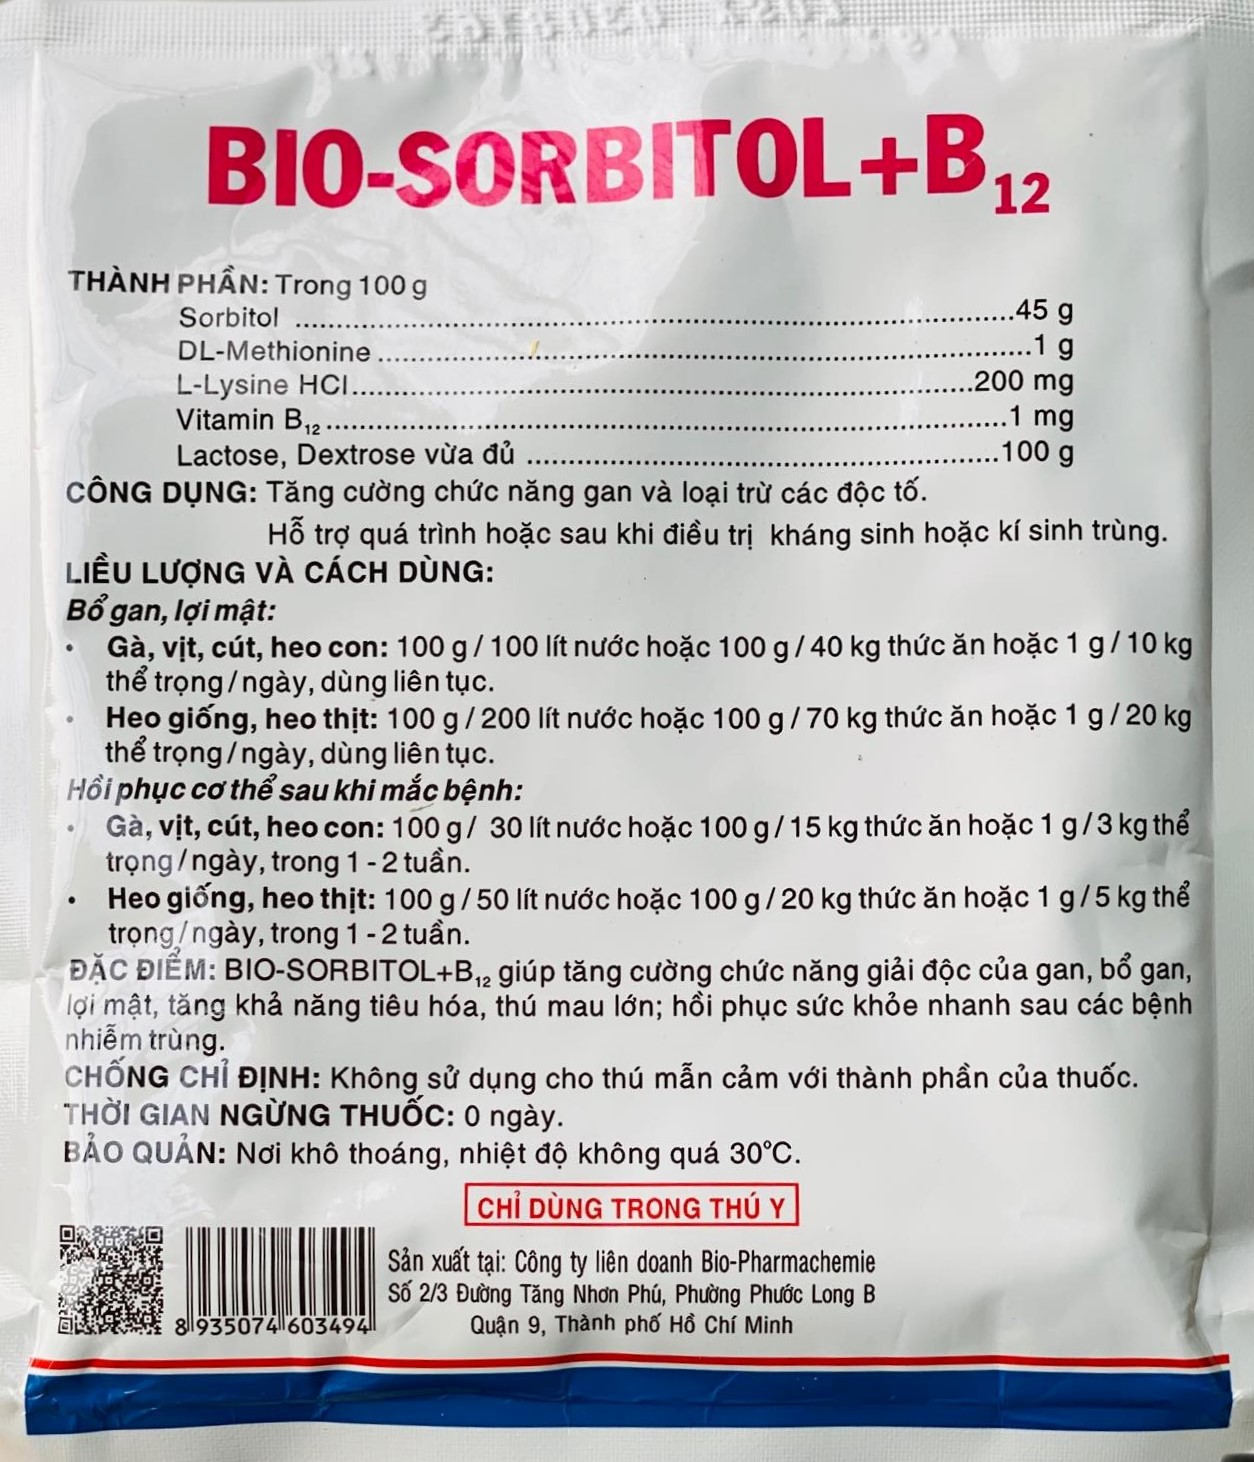 BIO-SORBITOL+B12
THÀNH PHẦN: Trong 100 g
Sorbitol ........45 g
DL-Methionine ........1 g
L-Lysine HCl........200 mg
Vitamin B12 ........1 mg
Lactose, Dextrose vừa đủ ........100 g
CÔNG DỤNG: Tăng cường chức năng gan và loại trừ các độc tố.
Hỗ trợ quá trình hoặc sau khi điều trị kháng sinh hoặc kí sinh trùng.
LIỀU LƯỢNG VÀ CÁCH DÙNG:
Bổ gan, lợi mật:
• Gà, vịt, cút, heo con: 100 g / 100 lít nước hoặc 100 g / 40 kg thức ăn hoặc 1 g / 10 kg
thể trọng / ngày, dùng liên tục.
• Heo giống, heo thịt: 100 g / 200 lít nước hoặc 100 g / 70 kg thức ăn hoặc 1 g / 20 kg
thể trọng / ngày, dùng liên tục.
Hồi phục cơ thể sau khi mắc bệnh:
• Gà, vịt, cút, heo con: 100 g / 30 lít nước hoặc 100 g / 15 kg thức ăn hoặc 1 g / 3 kg thể
trọng / ngày, trong 1 - 2 tuần.
• Heo giống, heo thịt: 100 g / 50 lít nước hoặc 100 g / 20 kg thức ăn hoặc 1 g / 5 kg thể
trọng / ngày, trong 1 - 2 tuần.
ĐẶC ĐIỂM: BIO-SORBITOL+B12 giúp tăng cường chức năng giải độc của gan, bổ gan,
lợi mật, tăng khả năng tiêu hóa, thú mau lớn; hồi phục sức khỏe nhanh sau các bệnh
nhiễm trùng.
CHỐNG CHỈ ĐỊNH: Không sử dụng cho thú mẫn cảm với thành phần của thuốc.
THỜI GIAN NGỪNG THUỐC: 0 ngày.
BẢO QUẢN: Nơi khô thoáng, nhiệt độ không quá 30°C.
CHỈ DÙNG TRONG THÚ Y
Sản xuất tại: Công ty liên doanh Bio-Pharmachemie
Số 2/3 Đường Tăng Nhơn Phú, Phường Phước Long B
Quận 9, Thành phố Hồ Chí Minh
8 935074 603494